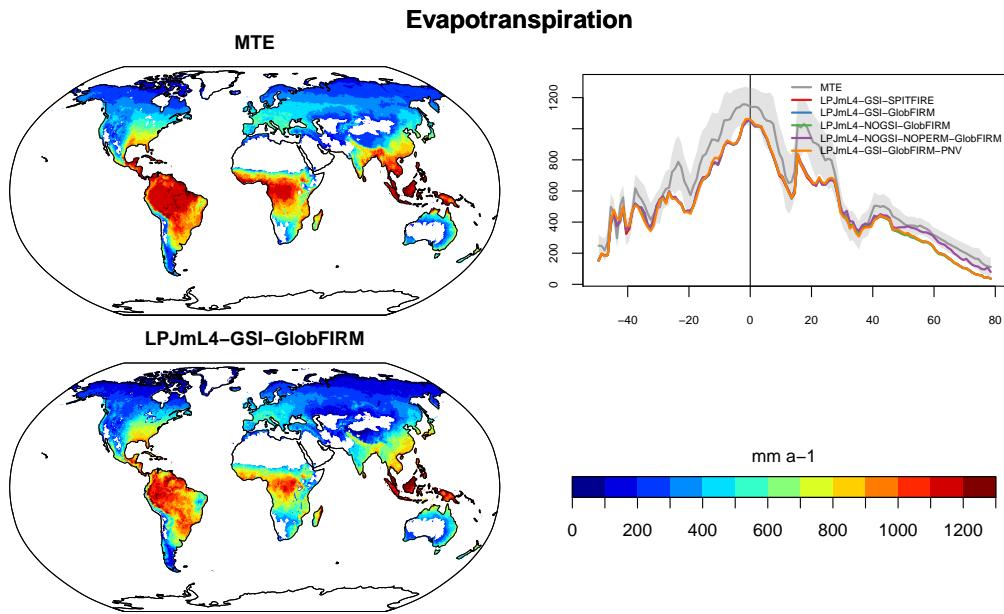 Evapotranspiration
MTE
MTE
LPJmL4−GSI−SPITFIRE
LPJmL4−GSI−GlobFIRM
LPJmL4−NOGSI−GlobFIRM
LPJmL4−NOGSI−NOPERM−GlobFIRM
LPJmL4−GSI−GlobFIRM−PNV
0 200 400 600 800 1200
−40 −20 0 20 40 60 80
LPJmL4−GSI−GlobFIRM
mm a−1
0 200 400 600 800 1000 1200